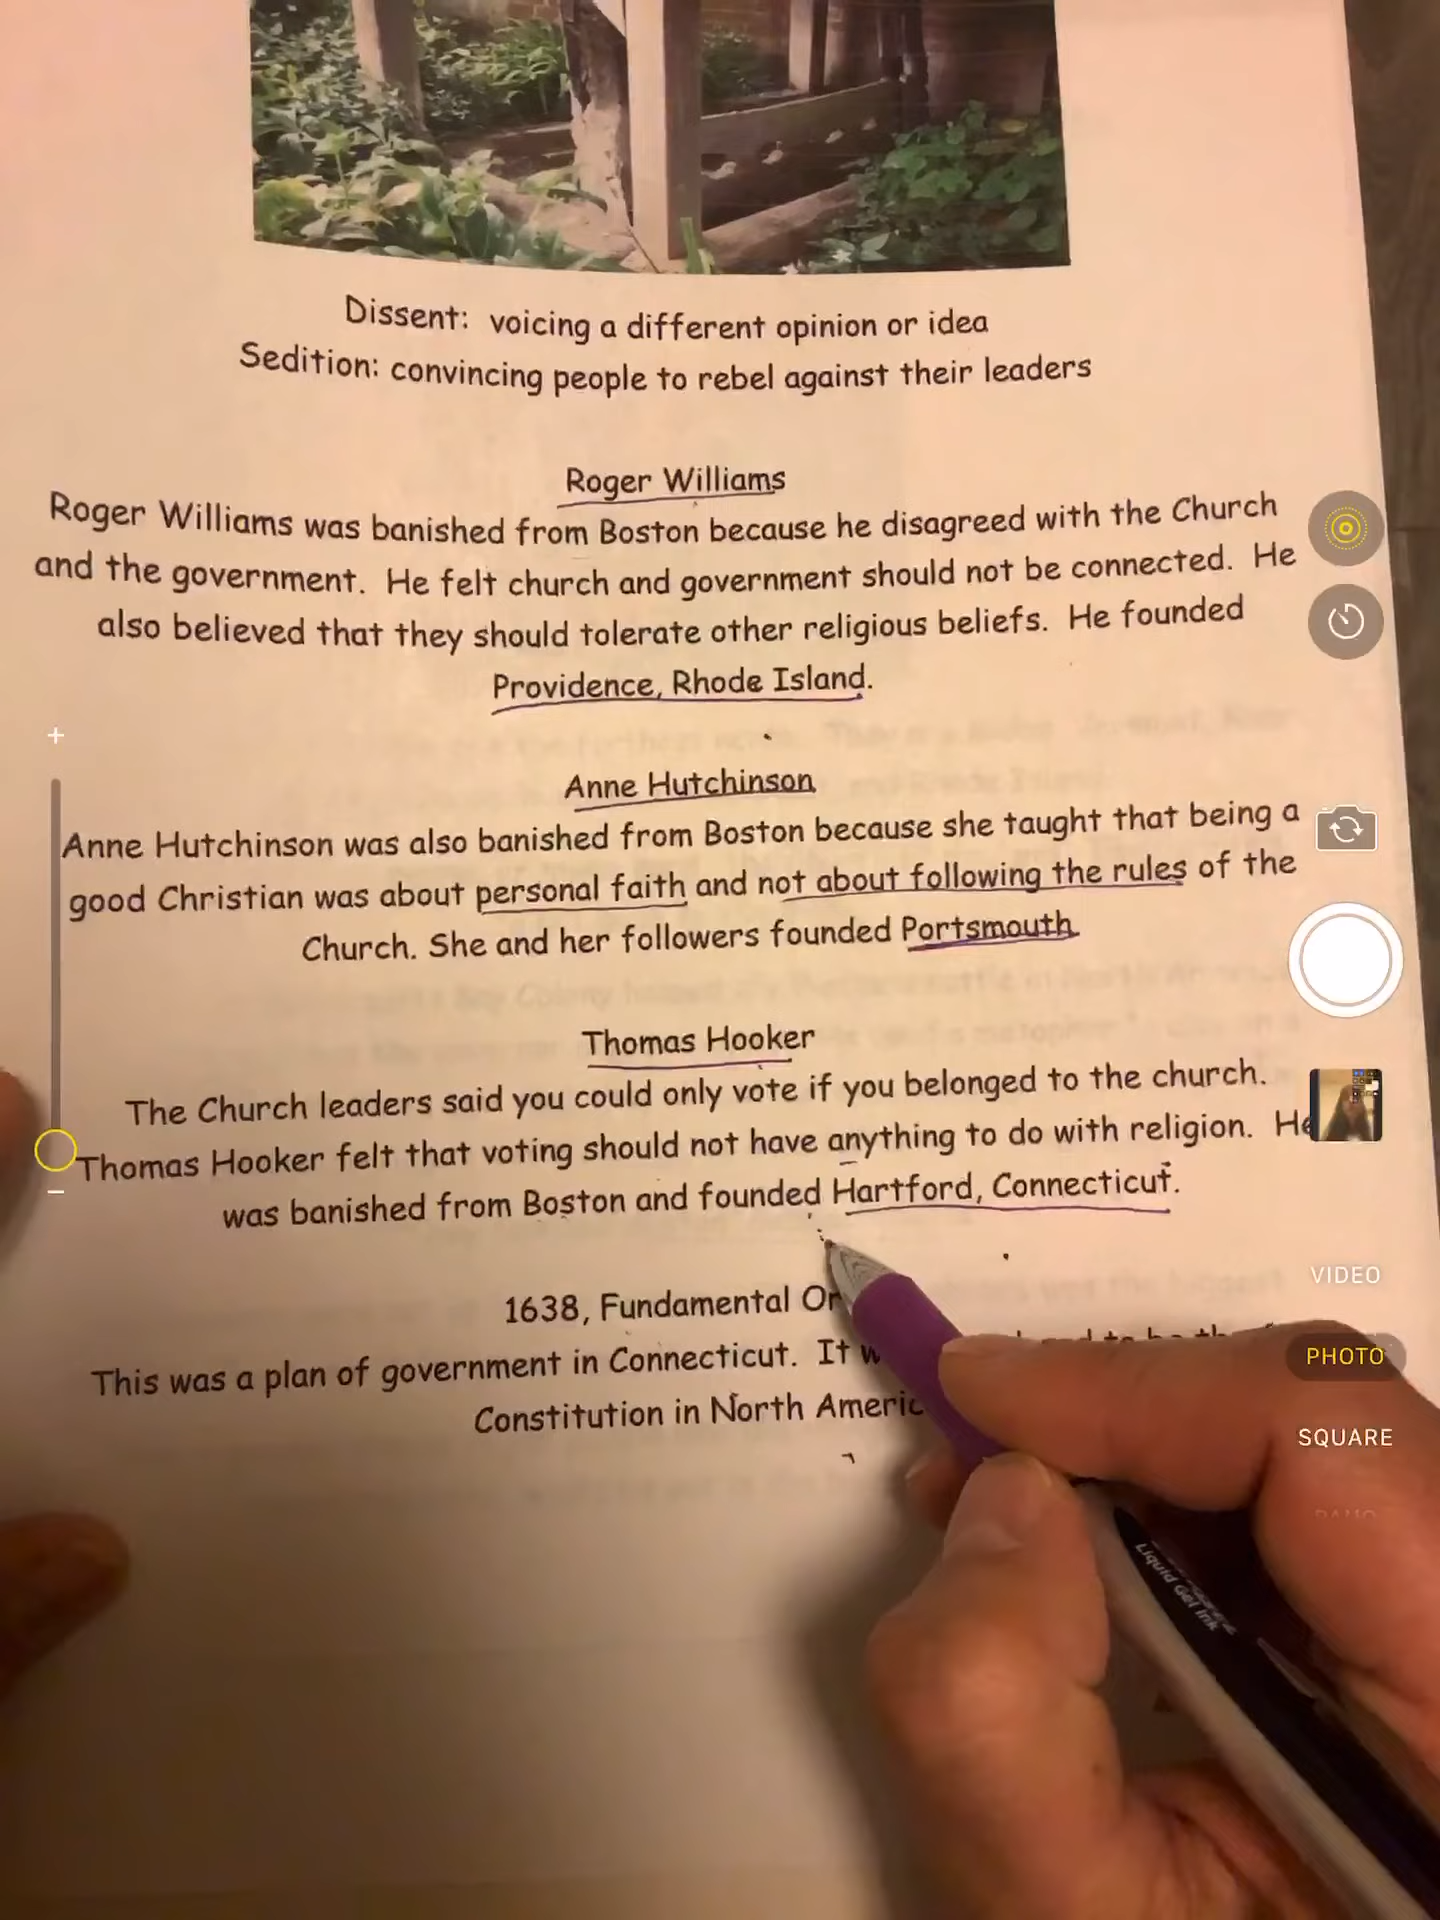 Dissent: voicing a different opinion or idea
Sedition: convincing people to rebel against their leaders
Roger Williams
Roger Williams was banished from Boston because he disagreed with the Church
and the government. He felt church and government should not be connected. He
also believed that they should tolerate other religious beliefs. He founded
Providence, Rhode Island.
Anne Hutchinson
Anne Hutchinson was also banished from Boston because she taught that being a
good Christian was about personal faith and not about following the rules of the
Church. She and her followers founded Portsmouth
Thomas Hooker
The Church leaders said you could only vote if you belonged to the church.
Thomas Hooker felt that voting should not have anything to do with religion. He
was banished from Boston and founded Hartford, Connecticut.
1638, Fundamental Or
This was a plan of government in Connecticut. It w
Constitution in North Americ
VIDEO
PHOTO
SQUARE
Liquid Gel Ink